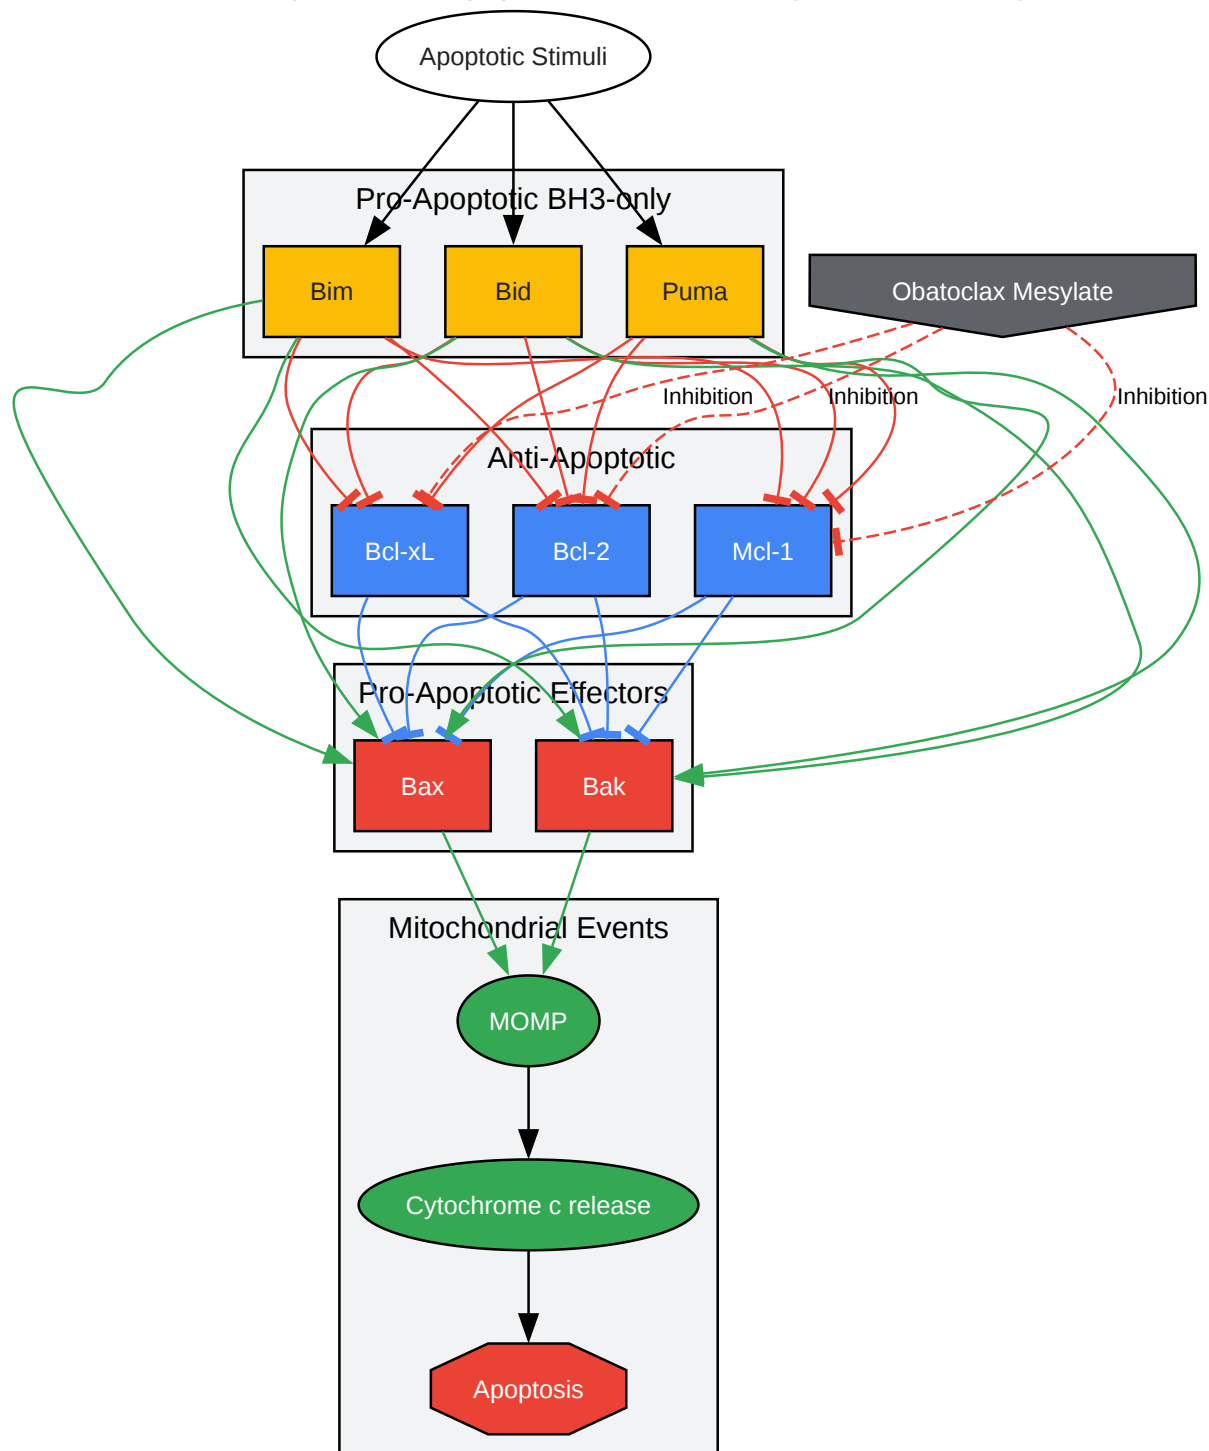 Apoptotic Stimuli
Pro-Apoptotic BH3-only
Bim
Bid
Puma
Obatoclax Mesylate
Inhibition
Inhibition
Inhibition
Anti-Apoptotic
Bcl-xL
Bcl-2
Mcl-1
Pro-Apoptotic Effectors
Bax
Bak
Mitochondrial Events
MOMP
Cytochrome c release
Apoptosis